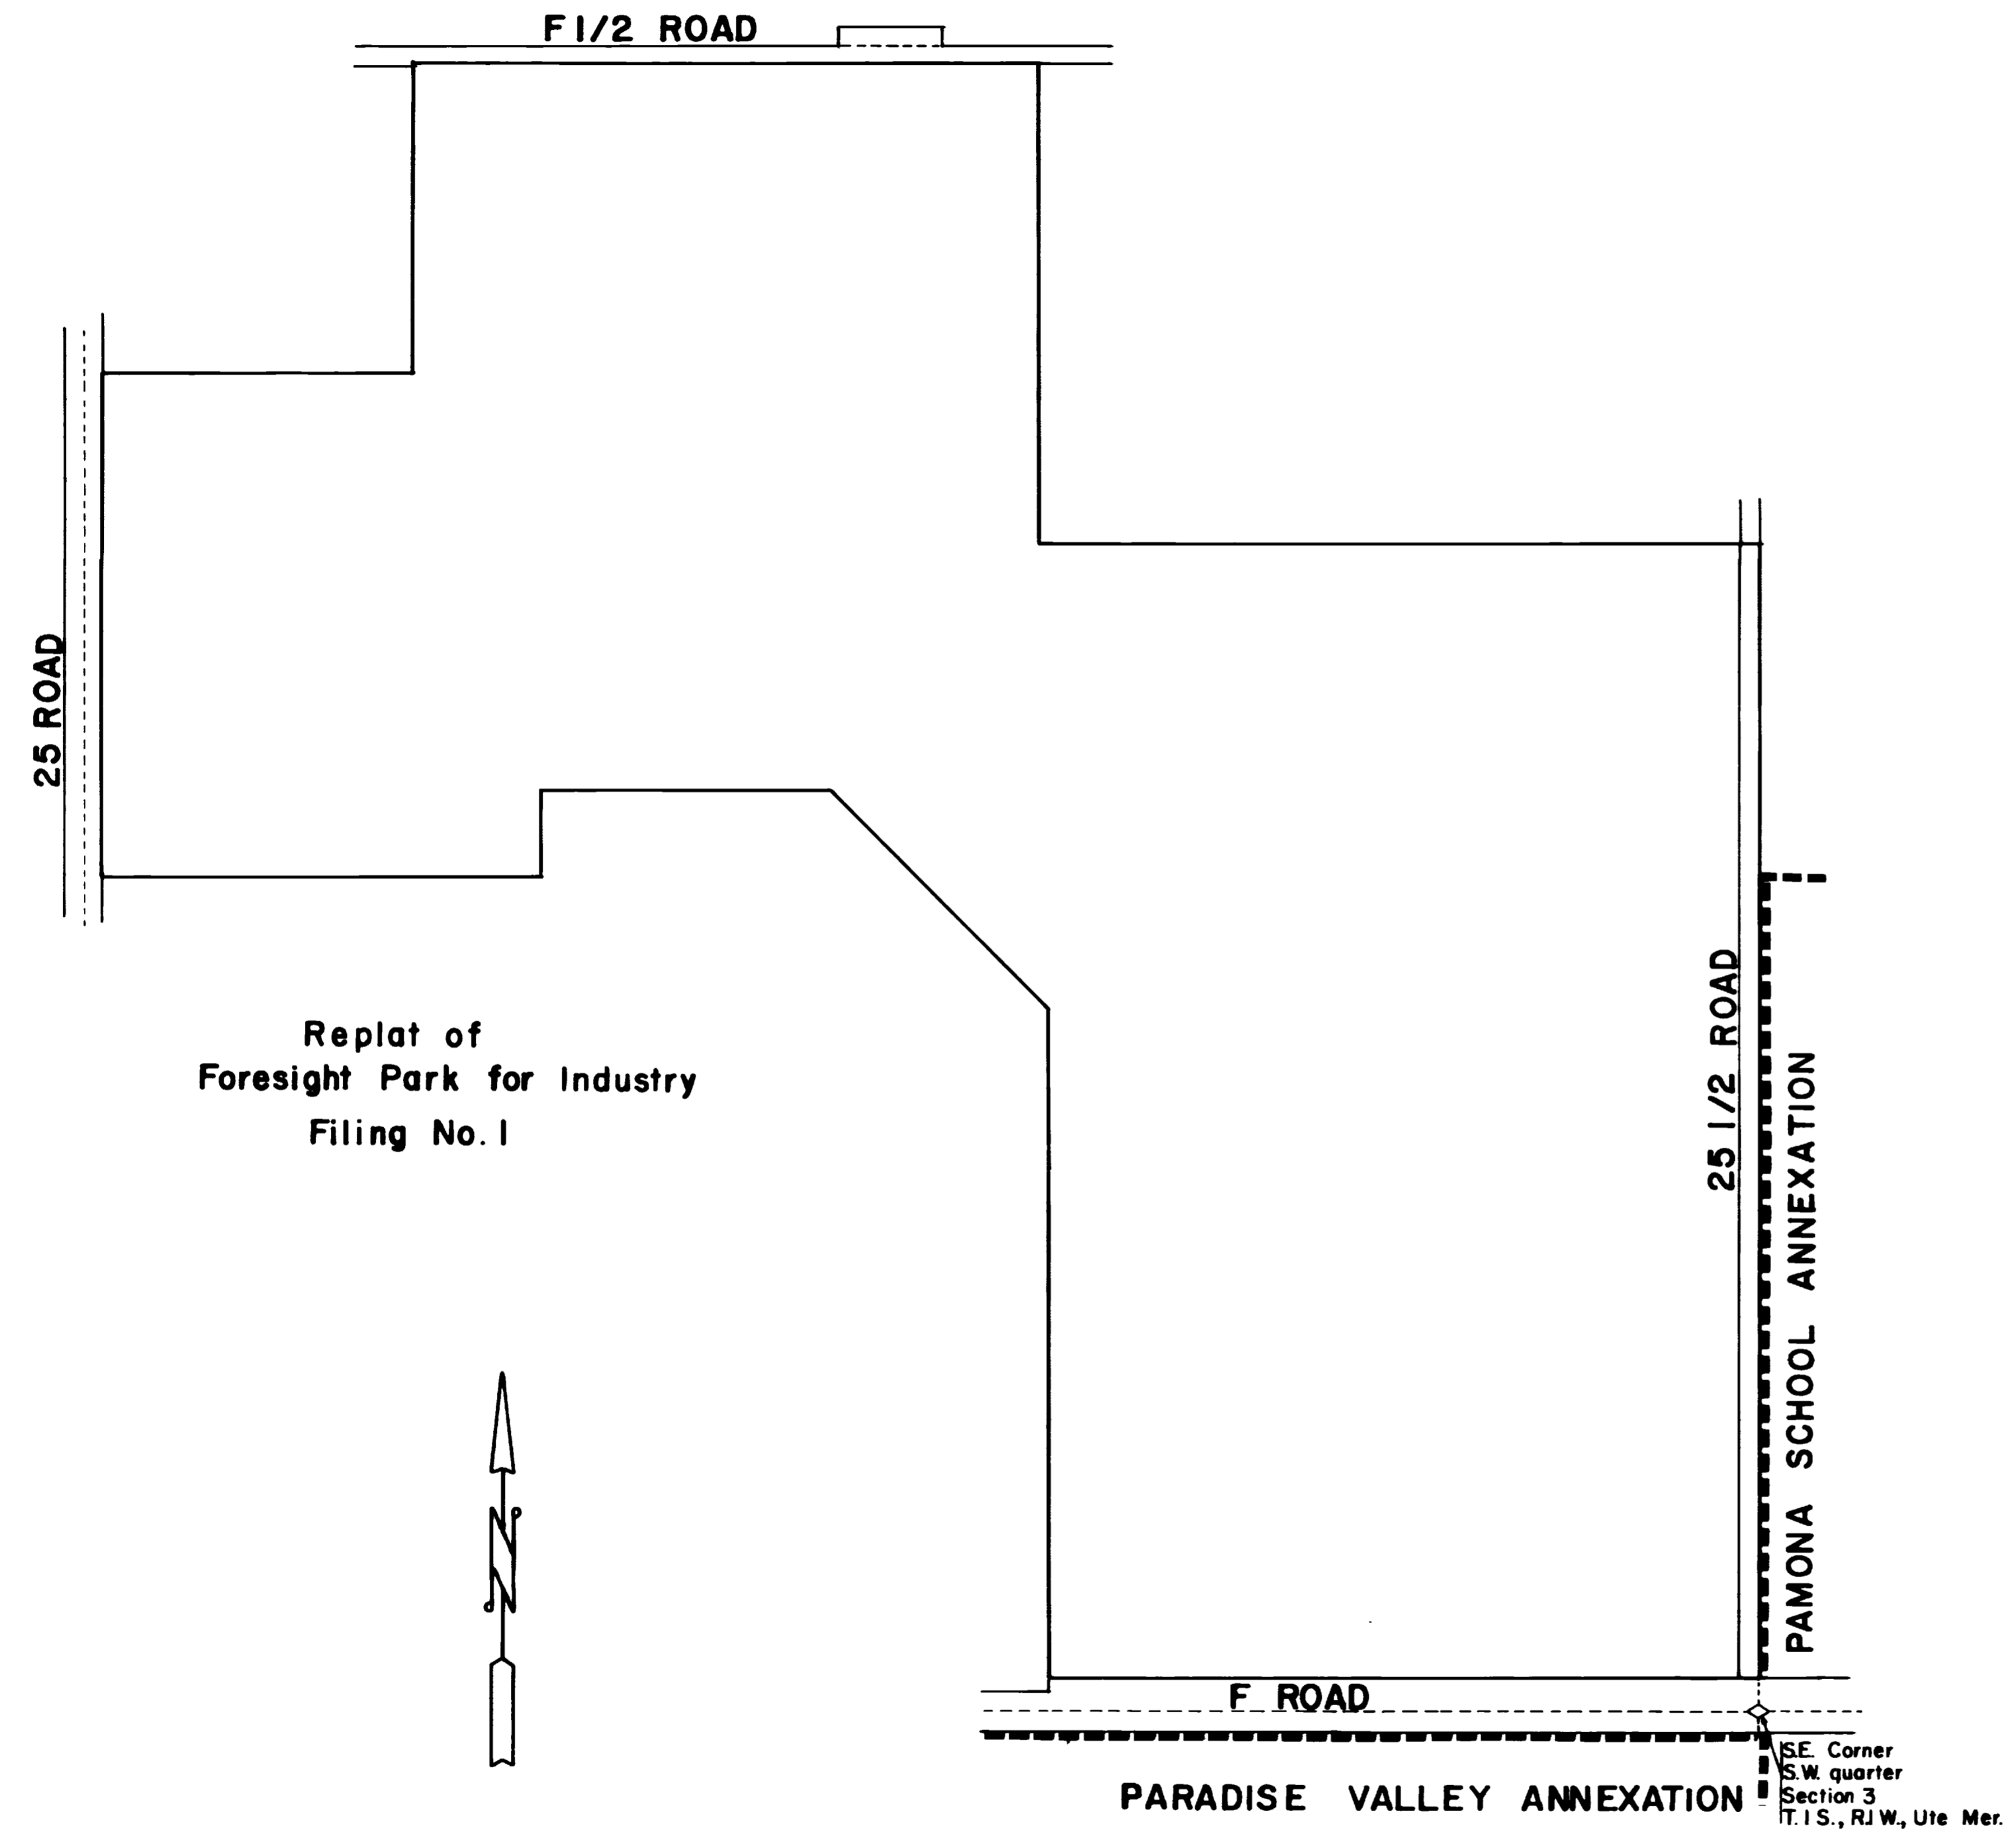 F 1/2 ROAD
25 ROAD
Replat of
Foresight Park for Industry
Filing No. 1
25 1/2 ROAD
PAMONA SCHOOL ANNEXATION
N
F ROAD
PARADISE VALLEY ANNEXATION
S.E. Corner
S.W. quarter
Section 3
T. 1 S., R.1 W., Ute Mer.